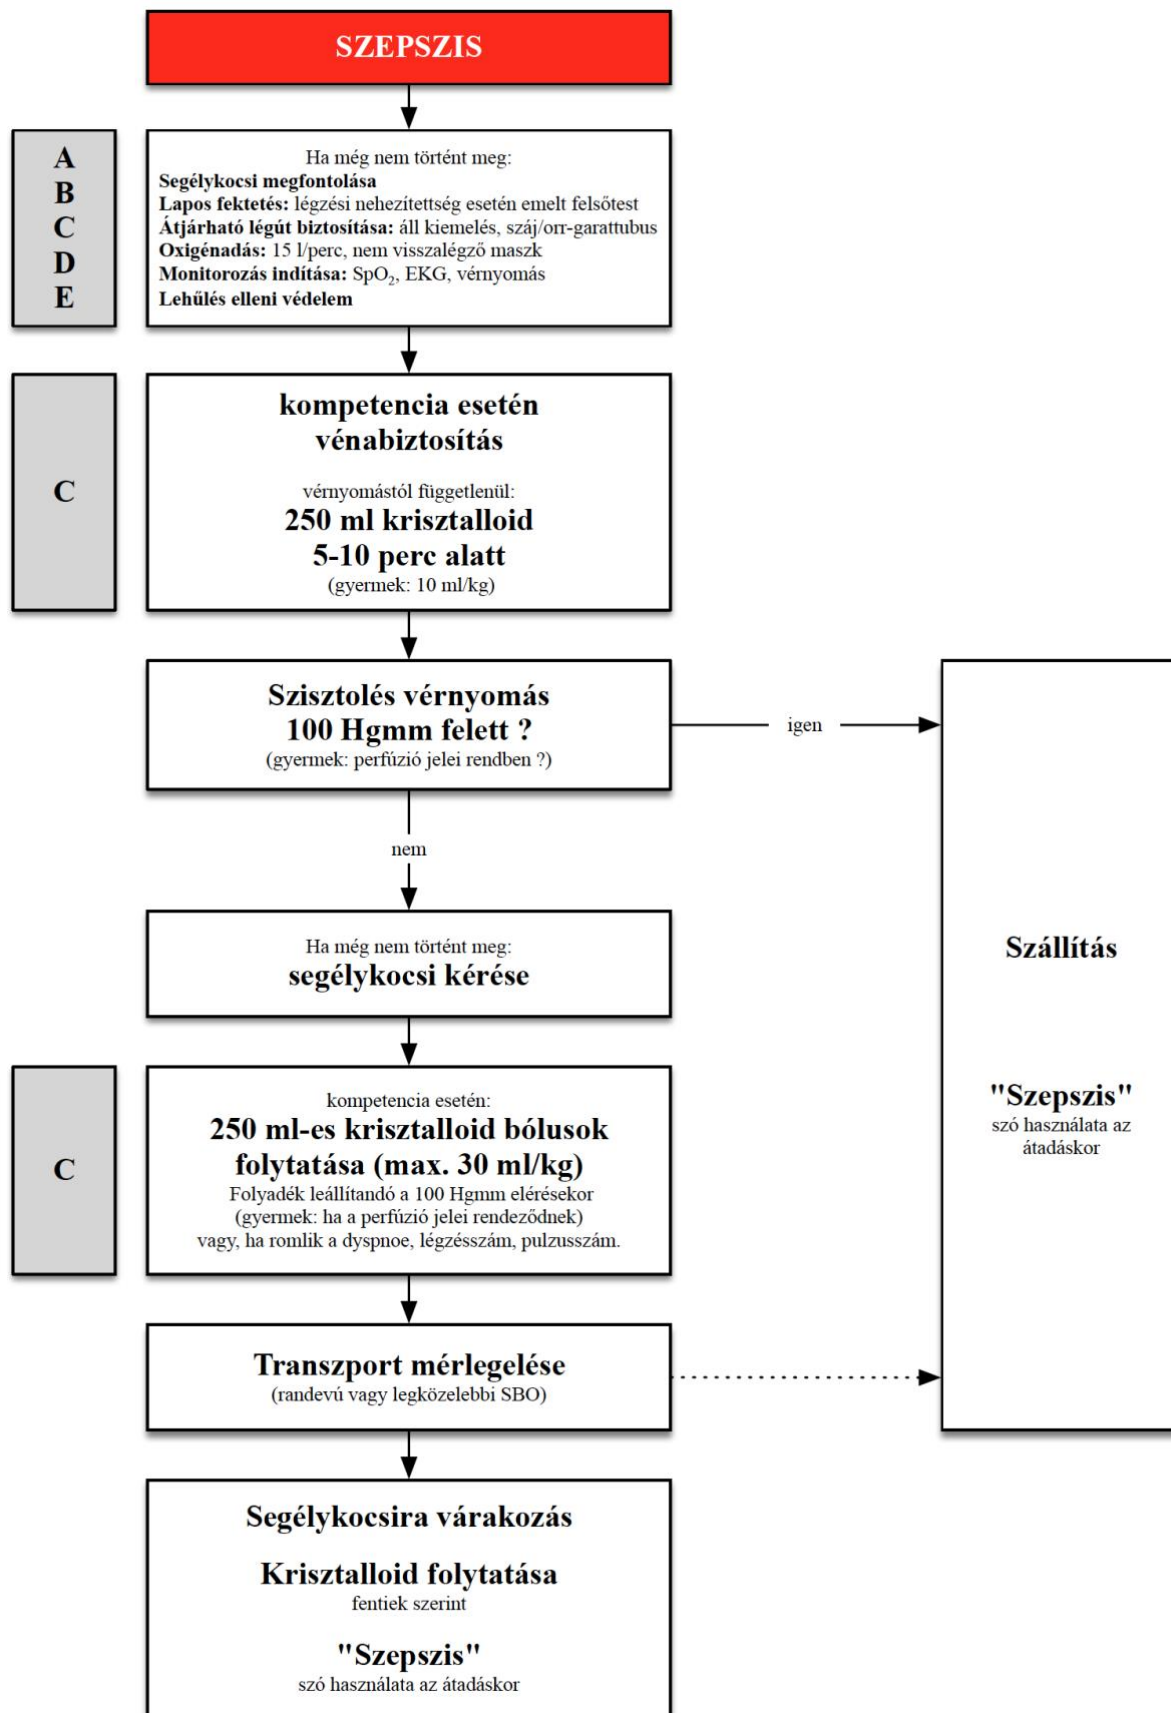 SZEPSZIS
A
B
C
D
E
Ha még nem történt meg:
Segélykocsi megfontolása
Lapos fektetés: légzési nehezítettség esetén emelt felsőtest
Átjárható légút biztosítása: áll kiemelés, száj/orr-garattubus
Oxigénadás: 15 l/perc, nem visszalégző maszk
Monitorozás indítása: SpO₂, EKG, vérnyomás
Lehűlés elleni védelem
C
kompetencia esetén
vénabiztosítás
vérnyomástól függetlenül:
250 ml krisztalloid
5-10 perc alatt
(gyermek: 10 ml/kg)
Szisztolés vérnyomás
100 Hgmm felett ?
(gyermek: perfúzió jelei rendben ?)
igen
nem
Ha még nem történt meg:
segélykocsi kérése
C
kompetencia esetén:
250 ml-es krisztalloid bólusok
folytatása (max. 30 ml/kg)
Folyadék leállítandó a 100 Hgmm elérésekor
(gyermek: ha a perfúzió jelei rendeződnek)
vagy, ha romlik a dyspnoe, légzésszám, pulzusszám.
Transzport mérlegelése
(randevú vagy legközelebbi SBO)
Segélykocsira várakozás
Krisztalloid folytatása
fentiek szerint
"Szepszis"
szó használata az átadáskor
Szállítás
"Szepszis"
szó használata az
átadáskor